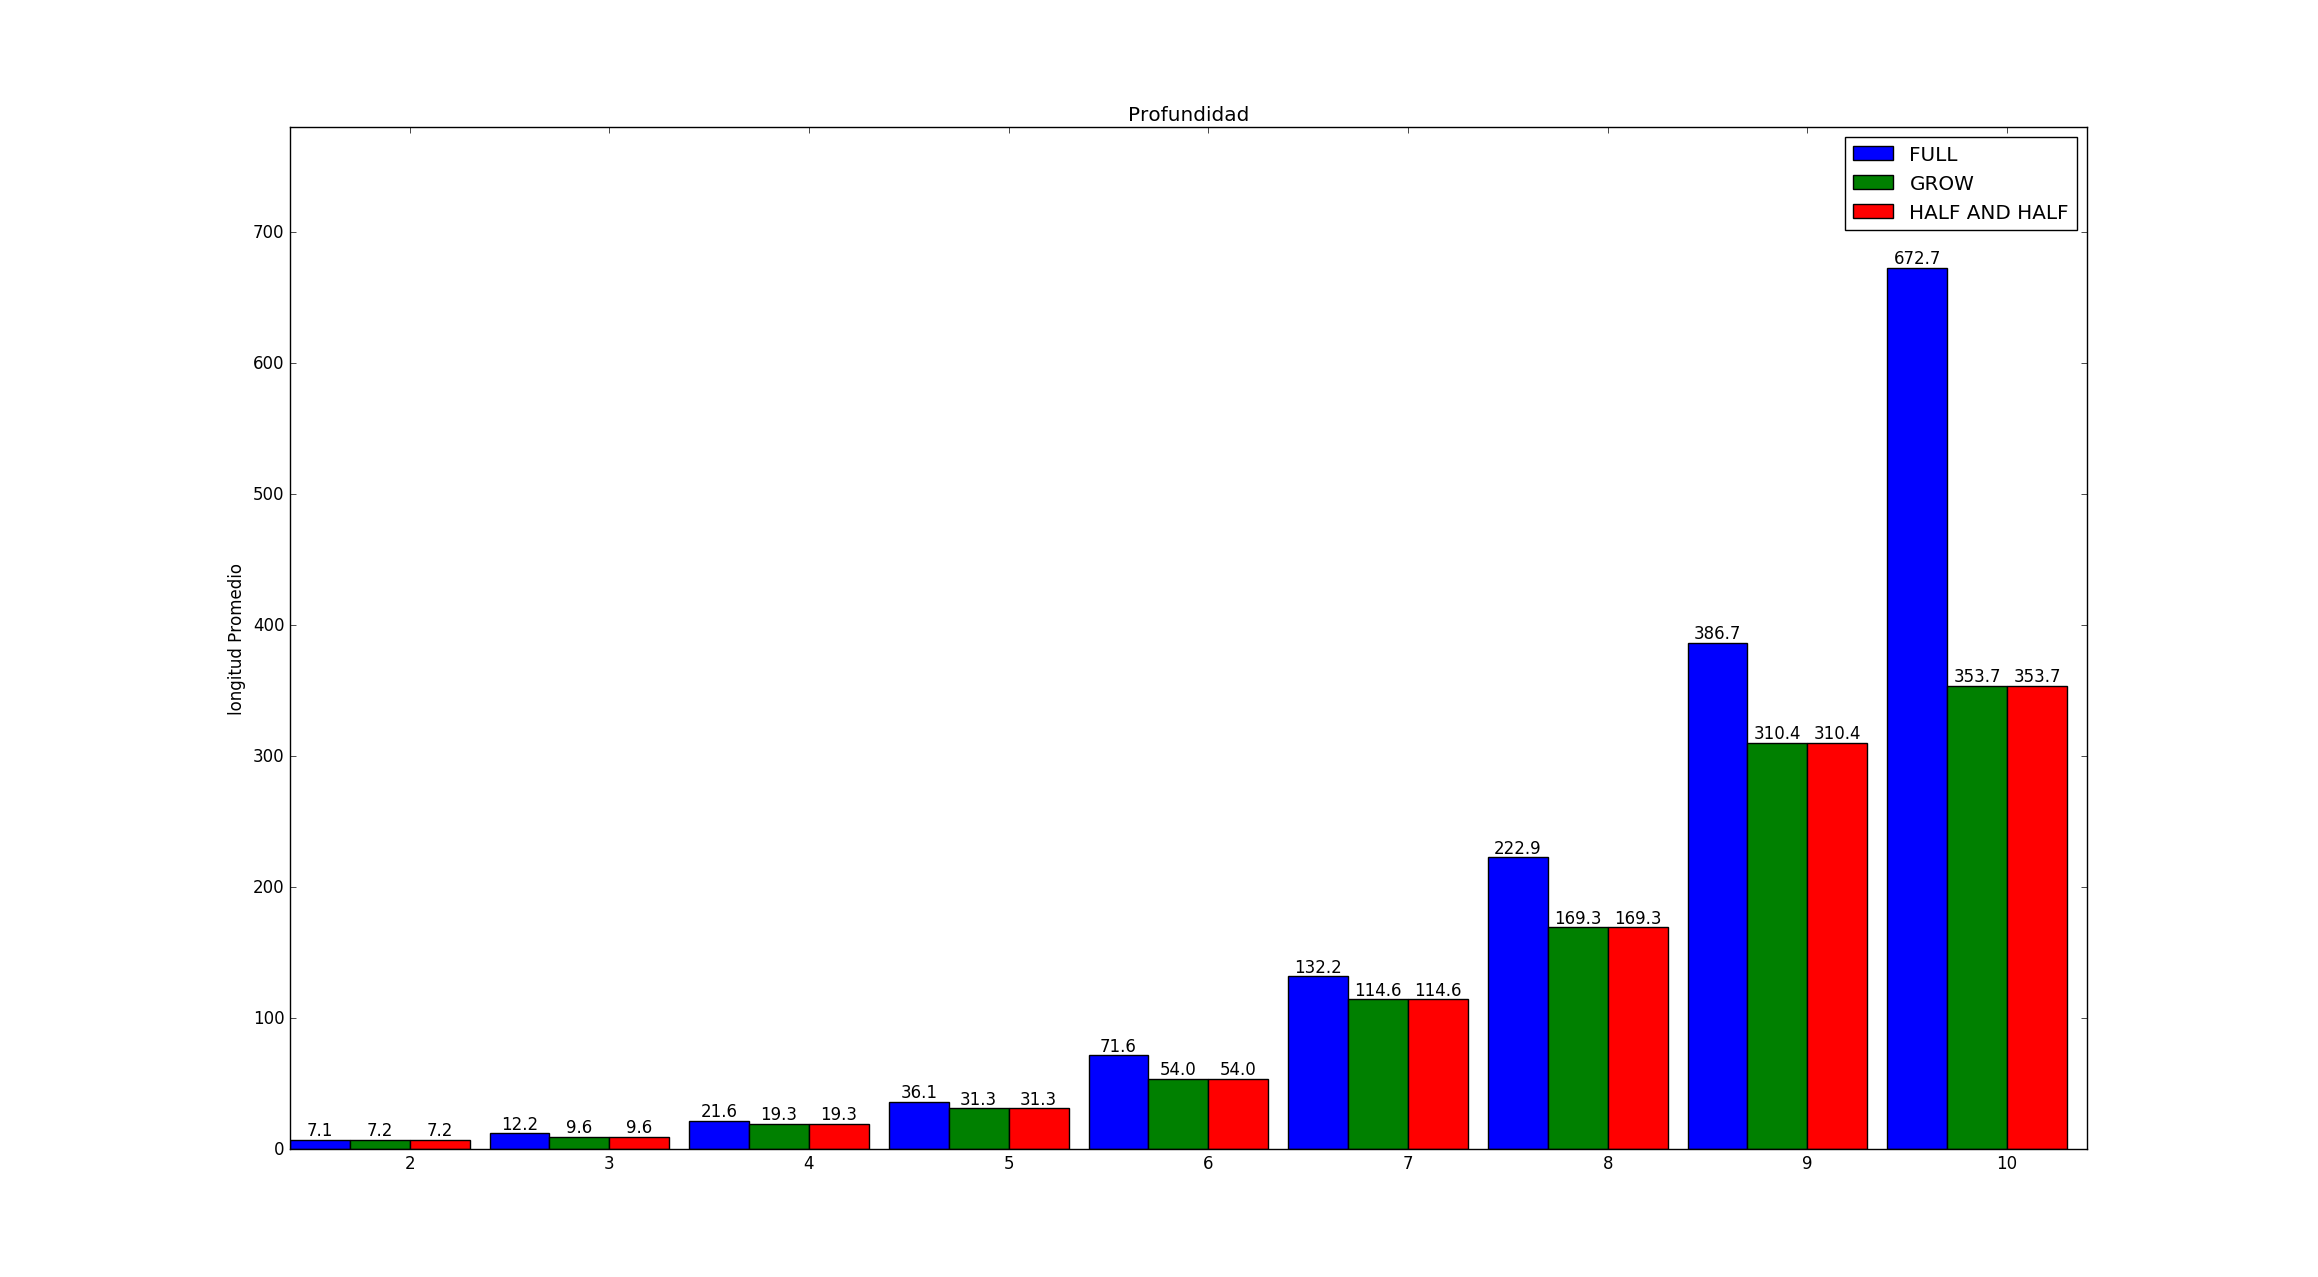 Profundidad
FULL
GROW
HALF AND HALF
longitud Promedio
700
600
500
400
300
200
100
0
7.1 7.2 7.2
12.2 9.6 9.6
21.6 19.3 19.3
36.1 31.3 31.3
71.6 54.0 54.0
132.2 114.6 114.6
222.9 169.3 169.3
386.7 310.4 310.4
672.7 353.7 353.7
2 3 4 5 6 7 8 9 10